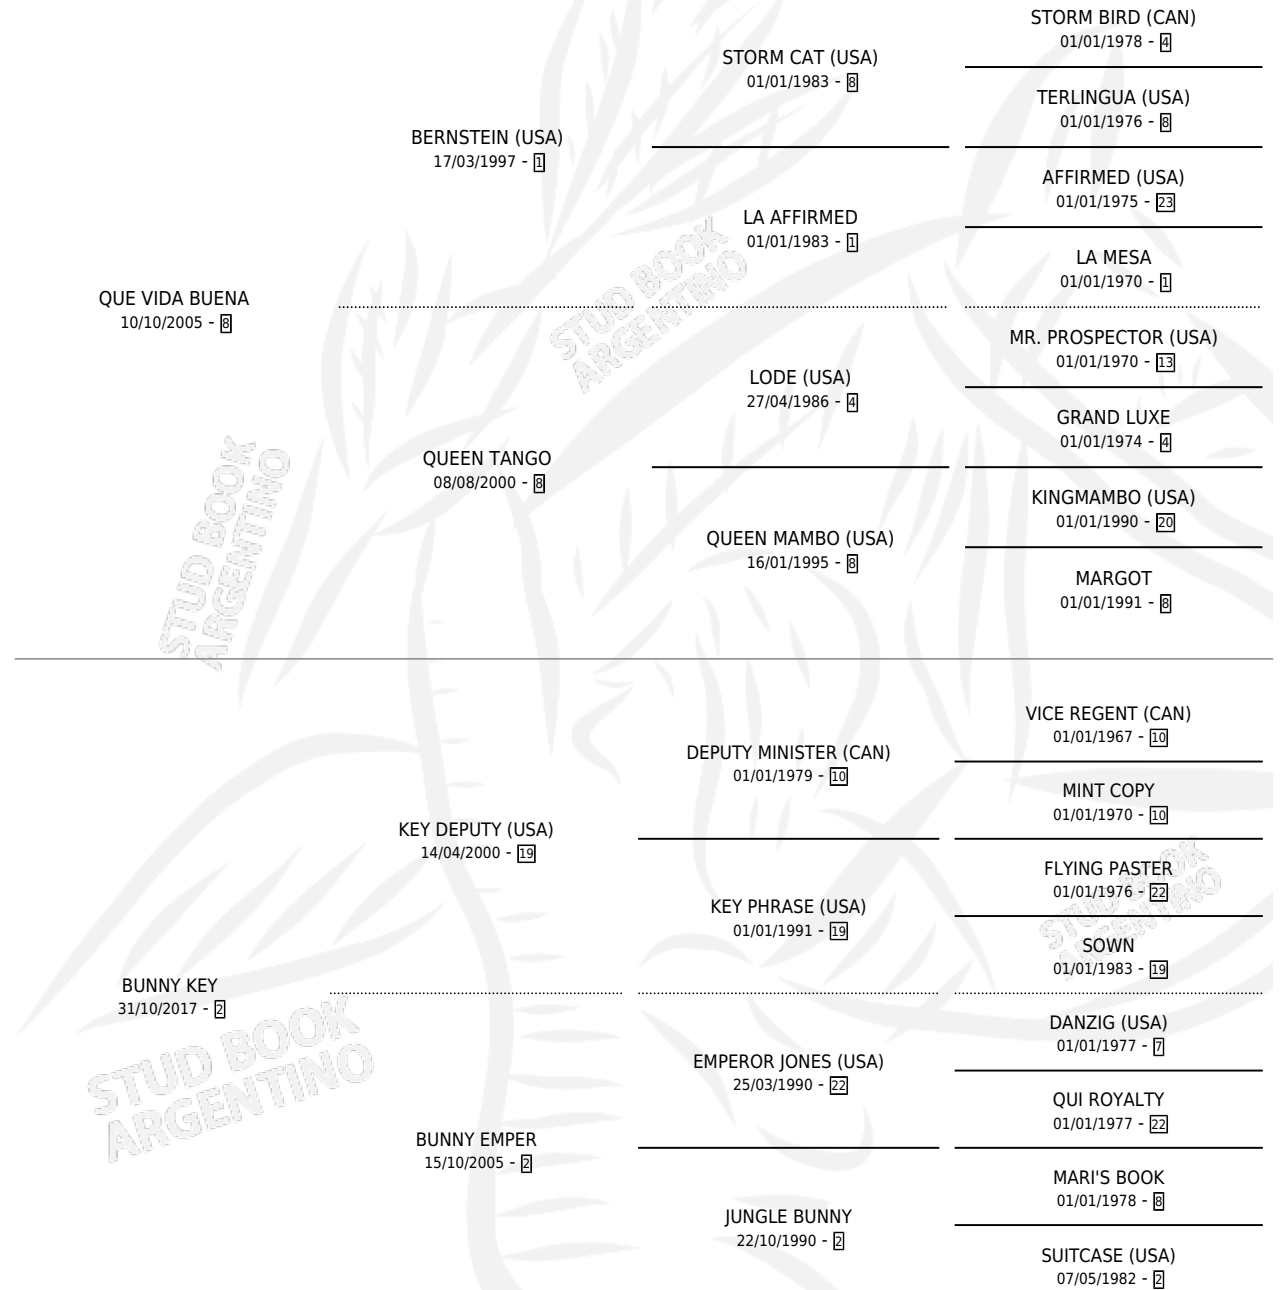 STORM BIRD (CAN)
01/01/1978 - 4
STORM CAT (USA)
01/01/1983 - 8
TERLINGUA (USA)
01/01/1976 - 8
BERNSTEIN (USA)
17/03/1997 - 1
AFFIRMED (USA)
01/01/1975 - 23
LA AFFIRMED
01/01/1983 - 1
LA MESA
01/01/1970 - 1
QUE VIDA BUENA
10/10/2005 - 8
MR. PROSPECTOR (USA)
01/01/1970 - 13
LODE (USA)
27/04/1986 - 4
GRAND LUXE
01/01/1974 - 4
QUEEN TANGO
08/08/2000 - 8
KINGMAMBO (USA)
01/01/1990 - 20
QUEEN MAMBO (USA)
16/01/1995 - 8
MARGOT
01/01/1991 - 8
STUD BOOK
ARGENTINO
STUD BOOK
ARGENTINO
VICE REGENT (CAN)
01/01/1967 - 10
DEPUTY MINISTER (CAN)
01/01/1979 - 10
MINT COPY
01/01/1970 - 10
KEY DEPUTY (USA)
14/04/2000 - 19
FLYING PASTER
01/01/1976 - 22
KEY PHRASE (USA)
01/01/1991 - 19
SOWN
01/01/1983 - 19
BUNNY KEY
31/10/2017 - 2
DANZIG (USA)
01/01/1977 - 7
EMPEROR JONES (USA)
25/03/1990 - 22
QUI ROYALTY
01/01/1977 - 22
BUNNY EMPER
15/10/2005 - 2
MARI'S BOOK
01/01/1978 - 8
JUNGLE BUNNY
22/10/1990 - 2
SUITCASE (USA)
07/05/1982 - 2
STUD BOOK
ARGENTINO
STUD BOOK
ARGENTINO